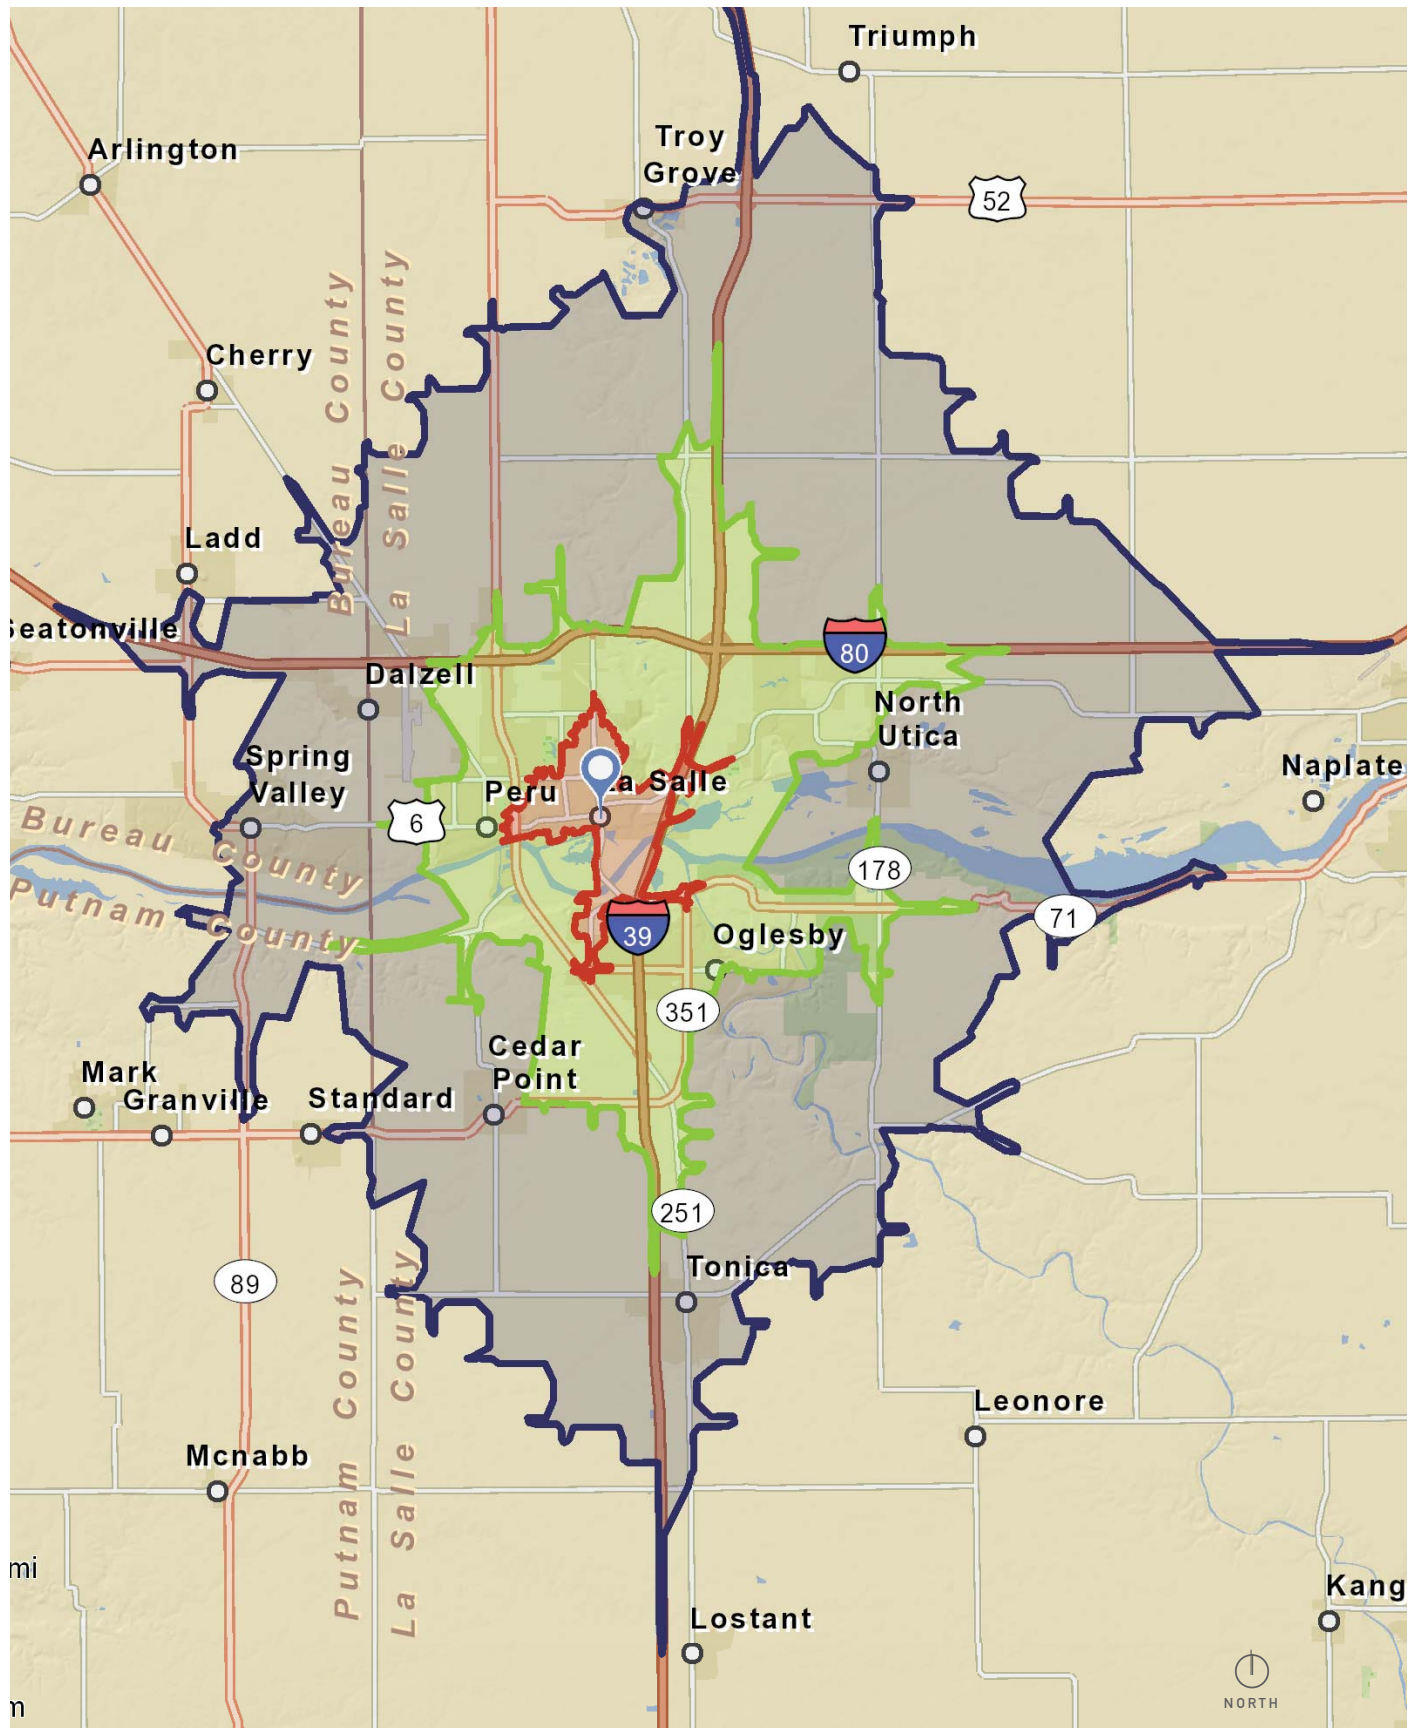 Triumph
Troy
Grove
Arlington
52
Bureau County
La Salle County
Cherry
Ladd
Seatonville
80
Dalzell
North
Utica
Spring
Valley
Naplate
Peru
La Salle
6
Bureau County
Putnam County
178
71
39
Oglesby
351
Cedar
Point
Mark
Granville
Standard
251
89
Tonica
Putnam County
La Salle County
Leonore
Mcnabb
mi
Kang
Lostant
NORTH
m